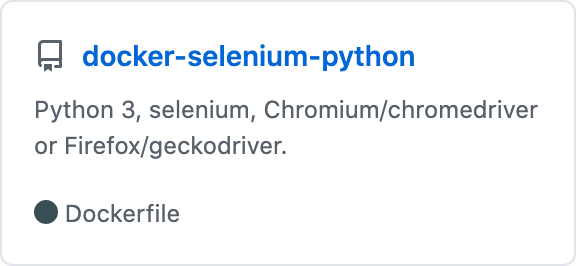 docker-selenium-python
Python 3, selenium, Chromium/chromedriver
or Firefox/geckodriver.
Dockerfile